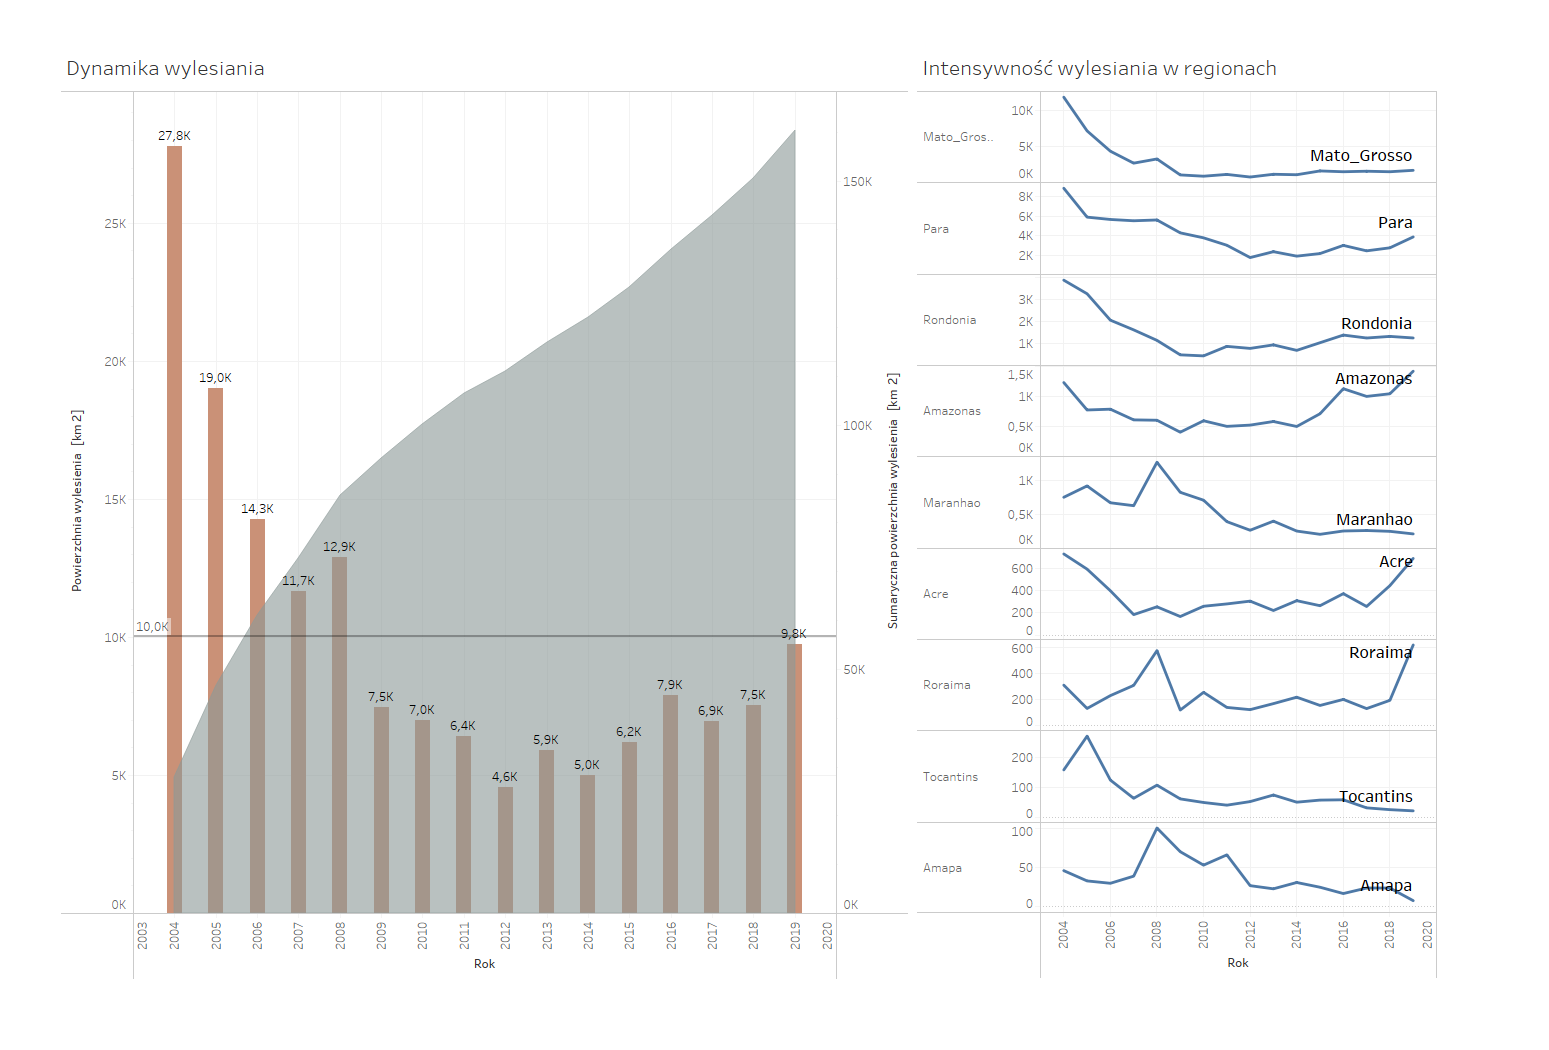 Dynamika wylesiania
Powierzchnia wylesienia [km 2]
25K
20K
15K
10K
5K
0K
10,0K
27,8K
19,0K
14,3K
11,7K
12,9K
7,5K
7,0K
6,4K
4,6K
5,9K
5,0K
6,2K
7,9K
6,9K
7,5K
9,8K
150K
100K
50K
0K
Sumaryczna powierzchnia wylesienia [km 2]
2003 2004 2005 2006 2007 2008 2009 2010 2011 2012 2013 2014 2015 2016 2017 2018 2019 2020
Rok
Intensywność wylesiania w regionach
Mato_Gros..
10K
5K
0K
Mato_Grosso
Para
8K
6K
4K
2K
Para
Rondonia
3K
2K
1K
Rondonia
Amazonas
1,5K
1K
0,5K
0K
Amazonas
Maranhao
1K
0,5K
0K
Maranhao
Acre
600
400
200
0
Acre
Roraima
600
400
200
0
Roraima
Tocantins
200
100
0
Tocantins
Amapa
100
50
0
Amapa
2004 2006 2008 2010 2012 2014 2016 2018 2020
Rok